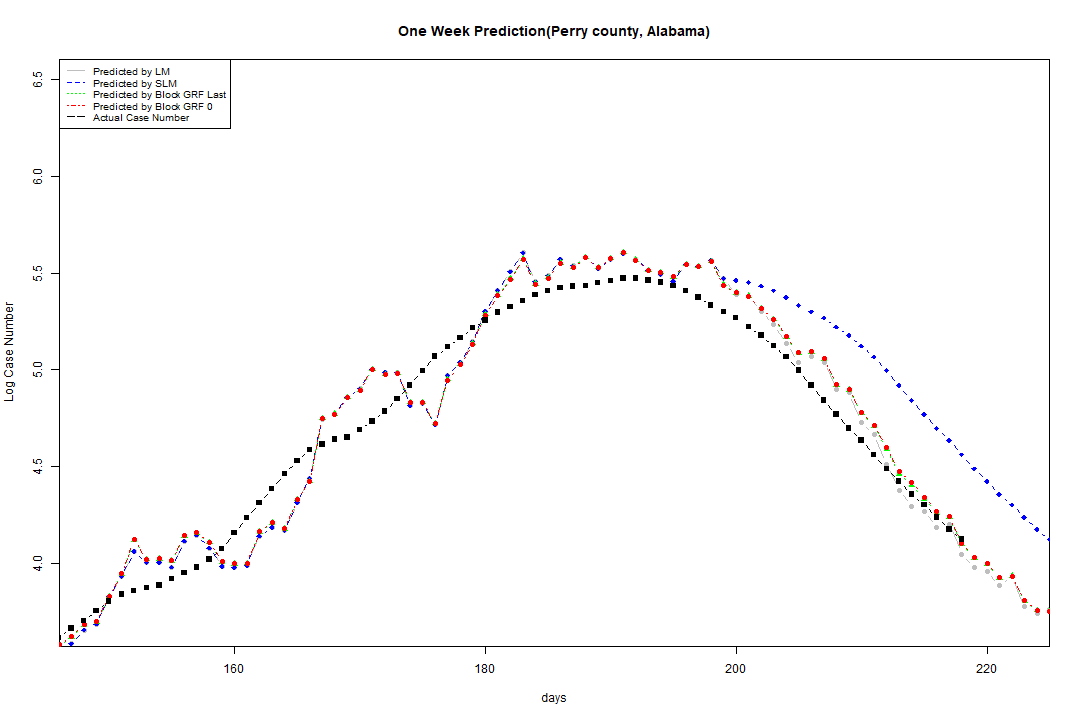 One Week Prediction(Perry county, Alabama)
Predicted by LM
Predicted by SLM
Predicted by Block GRF Last
Predicted by Block GRF 0
Actual Case Number
6.5
6.0
5.5
5.0
4.5
4.0
Log Case Number
160 180 200 220
days